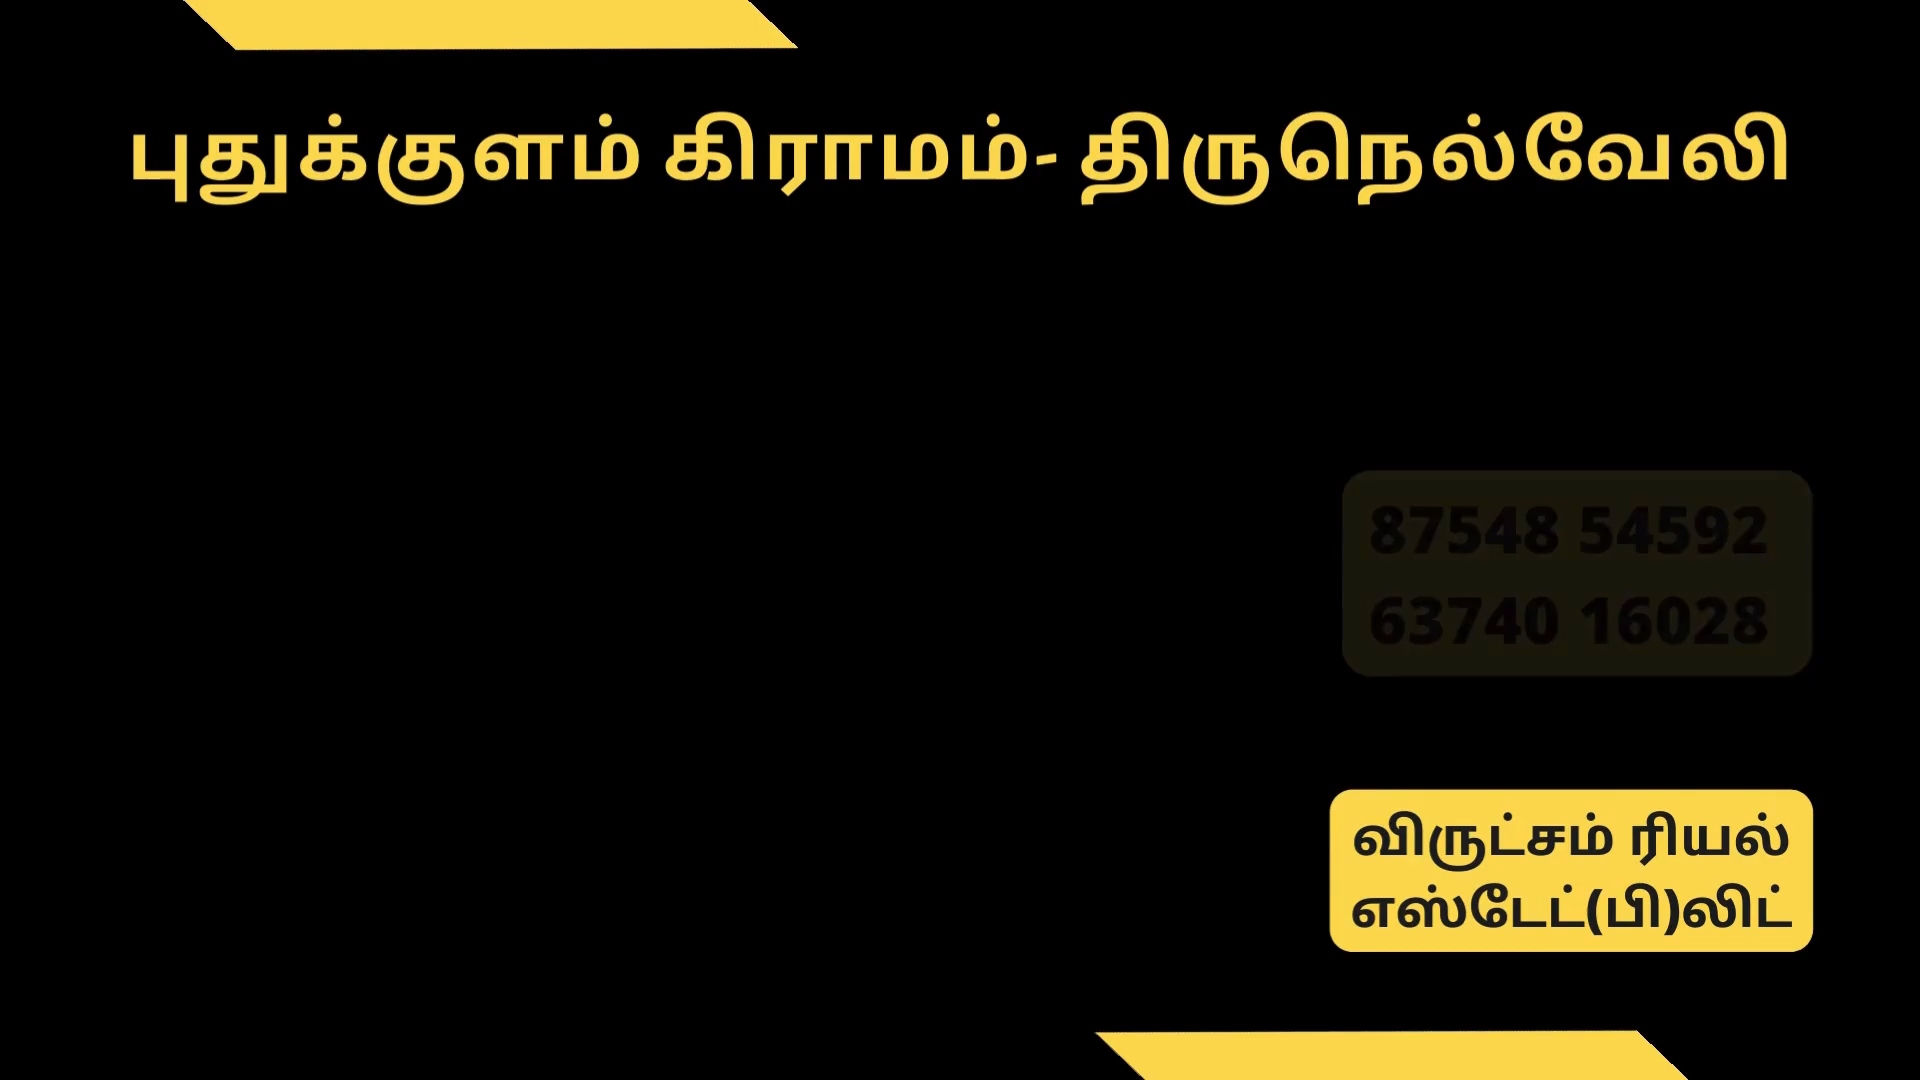 புதுக்குளம் கிராமம்- திருநெல்வேலி
87548 54592
63740 16028
விருட்சம் ரியல்
எஸ்டேட்(பி)லிட்